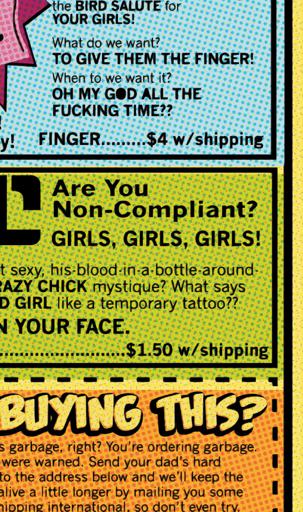 the BIRD SALUTE for
YOUR GIRLS!
What do we want?
TO GIVE THEM THE FINGER!
When to we want it?
OH MY GOD ALL THE
FUCKING TIME??
y! FINGER.........$4 w/shipping
Are You
Non-Compliant?
GIRLS, GIRLS, GIRLS!
t sexy, his-blood-in-a-bottle-around-
RAZY CHICK mystique? What says
D GIRL like a temporary tattoo??
N YOUR FACE.
............................$1.50 w/shipping
BUYING THIS?
s garbage, right? You're ordering garbage.
were warned. Send your dad's hard
to the address below and we'll keep the
alive a little longer by mailing you some
hipping international, so don't even try.